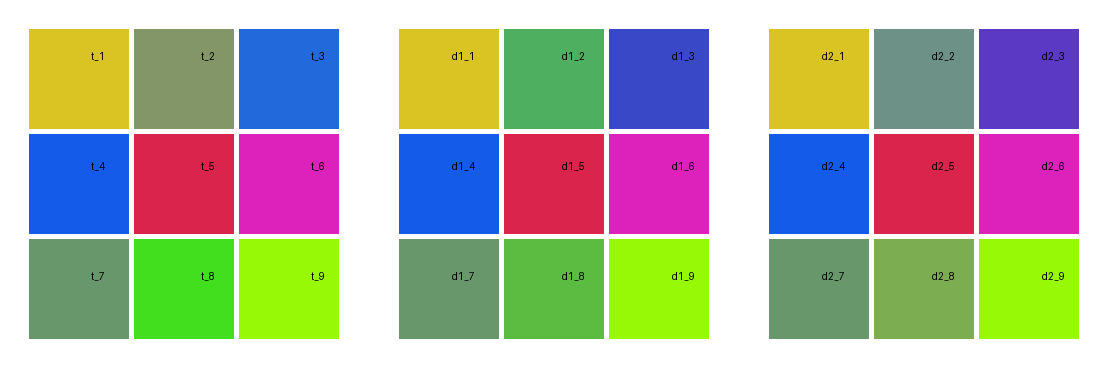 t_1 t_2 t_3 d1_1 d1_2 d1_3 d2_1 d2_2 d2_3
t_4 t_5 t_6 d1_4 d1_5 d1_6 d2_4 d2_5 d2_6
t_7 t_8 t_9 d1_7 d1_8 d1_9 d2_7 d2_8 d2_9